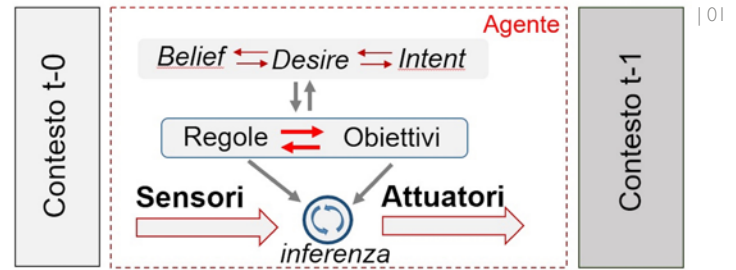 Agente
|01
Contesto t-0
Belief Desire Intent
Regole Obiettivi
Sensori
Attuatori
inferenza
Contesto t-1